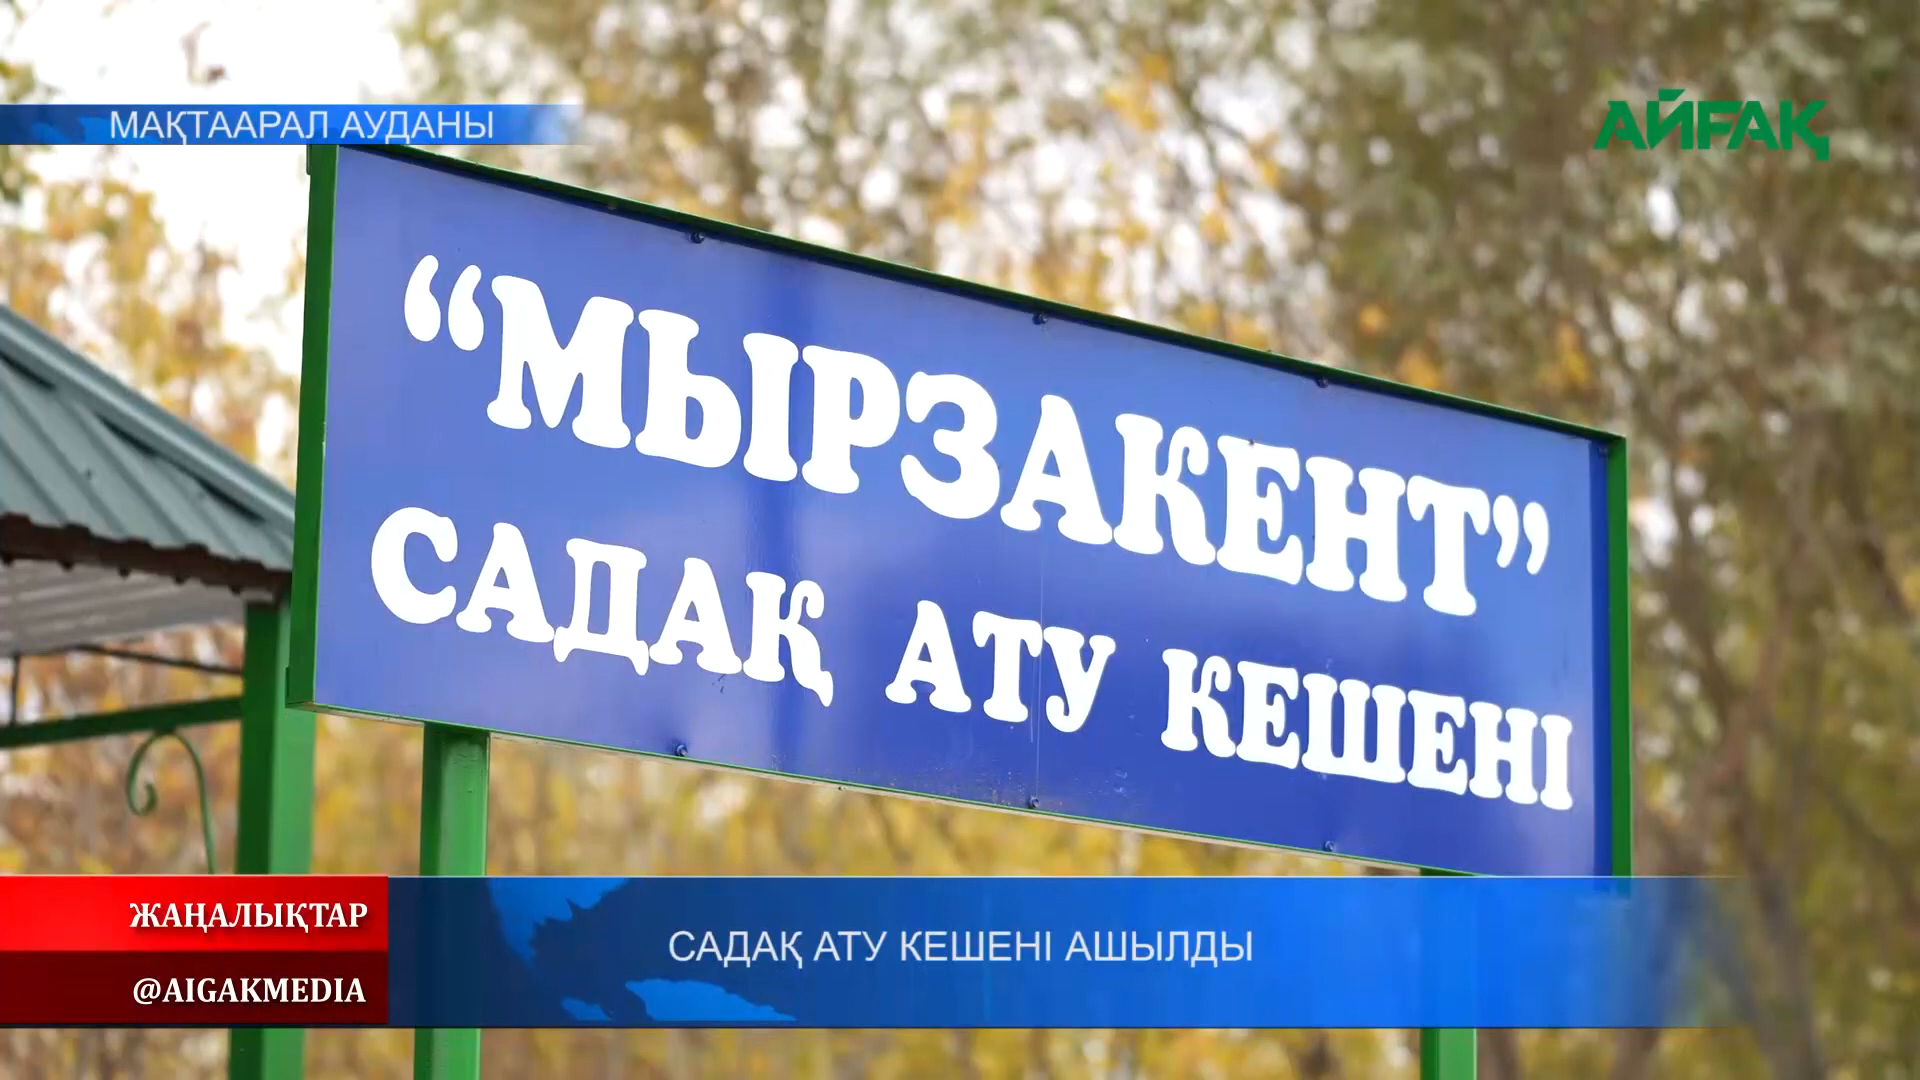 МАҚТААРАЛ АУДАНЫ
АЙҒАҚ
“МЫРЗАКЕНТ”
САДАҚ АТУ КЕШЕНІ
ЖАҢАЛЫҚТАР
САДАҚ АТУ КЕШЕНІ АШЫЛДЫ
@AIGAKMEDIA